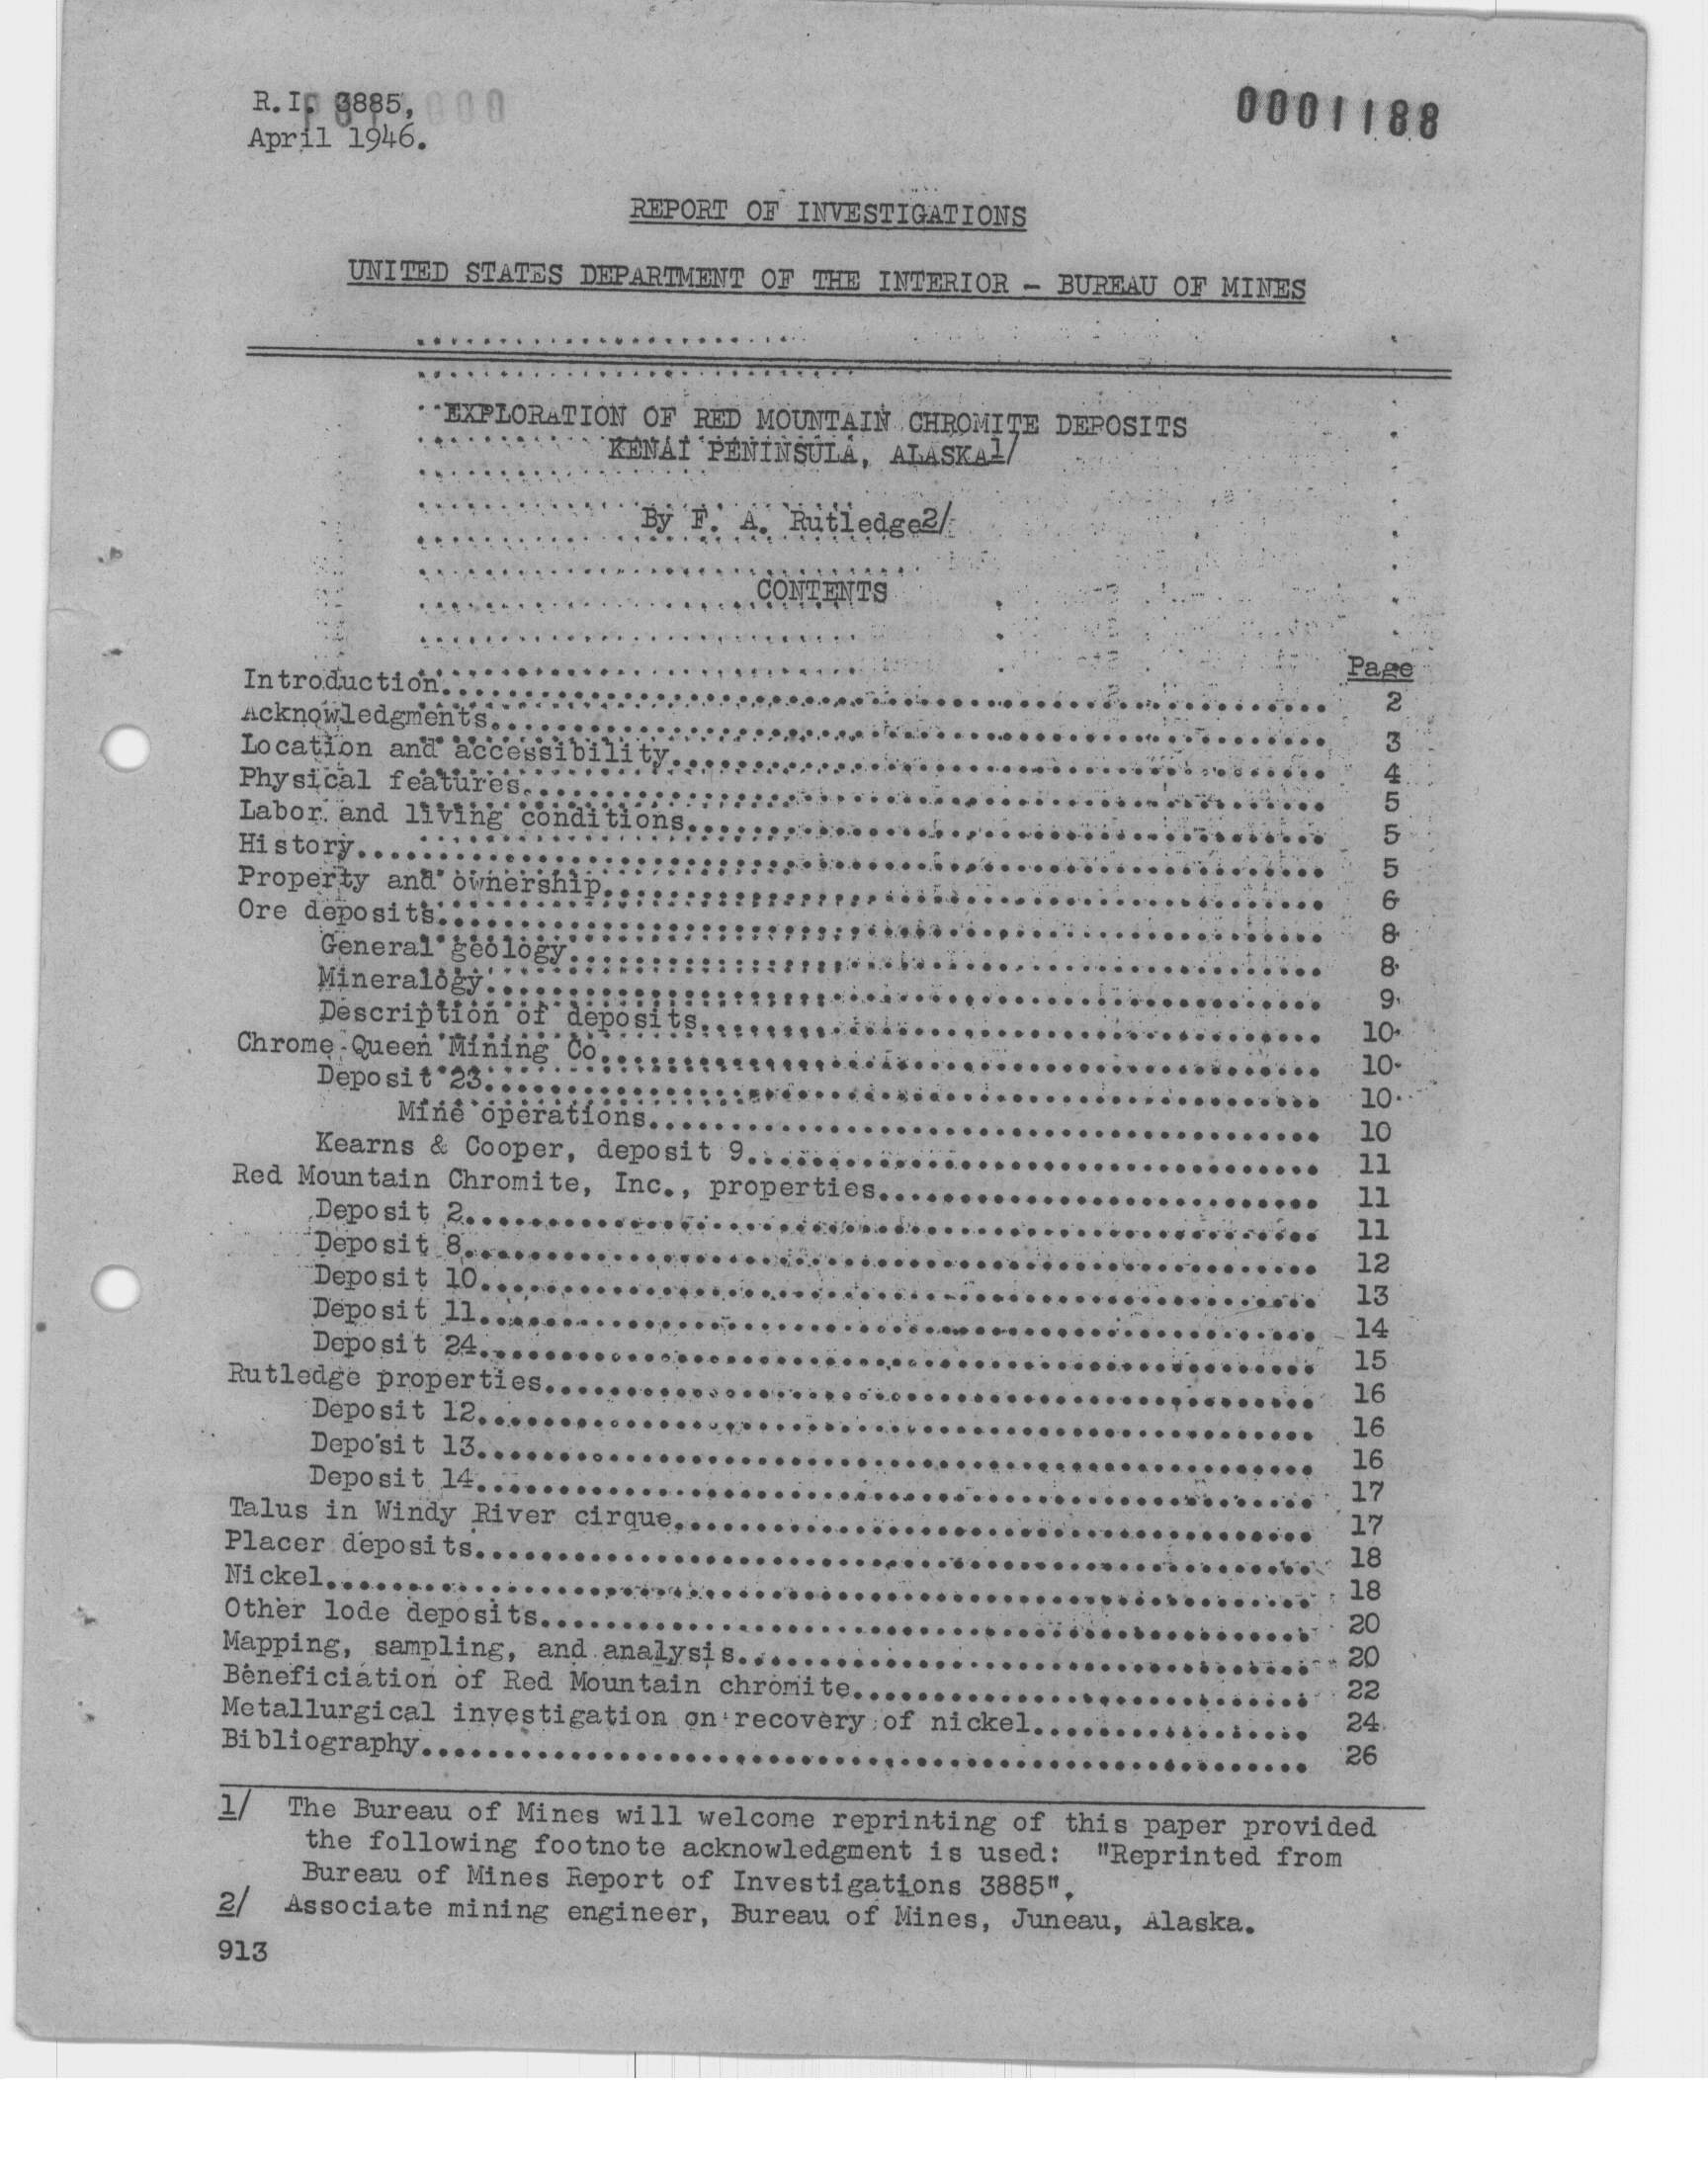 R.I. 3885,
0001188
April 1946.
REPORT OF INVESTIGATIONS
UNITED STATES DEPARTMENT OF THE INTERIOR - BUREAU OF MINES
EXPLORATION OF RED MOUNTAIN CHROMITE DEPOSITS
KENAI PENINSULA, ALASKA1/
By F. A. Rutledge2/
CONTENTS
Page
Introduction........ 2
Acknowledgments........ 3
Location and accessibility........ 4
Physical features........ 5
Labor and living conditions........ 5
History........ 5
Property and ownership........ 6
Ore deposits........ 8
General geology........ 8
Mineralogy........ 9
Description of deposits........ 10
Chrome Queen Mining Co........ 10
Deposit 23........ 10
Mine operations........ 10
Kearns & Cooper, deposit 9........ 11
Red Mountain Chromite, Inc., properties........ 11
Deposit 2........ 11
Deposit 8........ 12
Deposit 10........ 13
Deposit 11........ 14
Deposit 24........ 15
Rutledge properties........ 16
Deposit 12........ 16
Deposit 13........ 16
Deposit 14........ 17
Talus in Windy River cirque........ 17
Placer deposits........ 18
Nickel........ 18
Other lode deposits........ 20
Mapping, sampling, and analysis........ 20
Beneficiation of Red Mountain chromite........ 22
Metallurgical investigation on recovery of nickel........ 24
Bibliography........ 26
1/ The Bureau of Mines will welcome reprinting of this paper provided
the following footnote acknowledgment is used: "Reprinted from
Bureau of Mines Report of Investigations 3885".
2/ Associate mining engineer, Bureau of Mines, Juneau, Alaska.
913